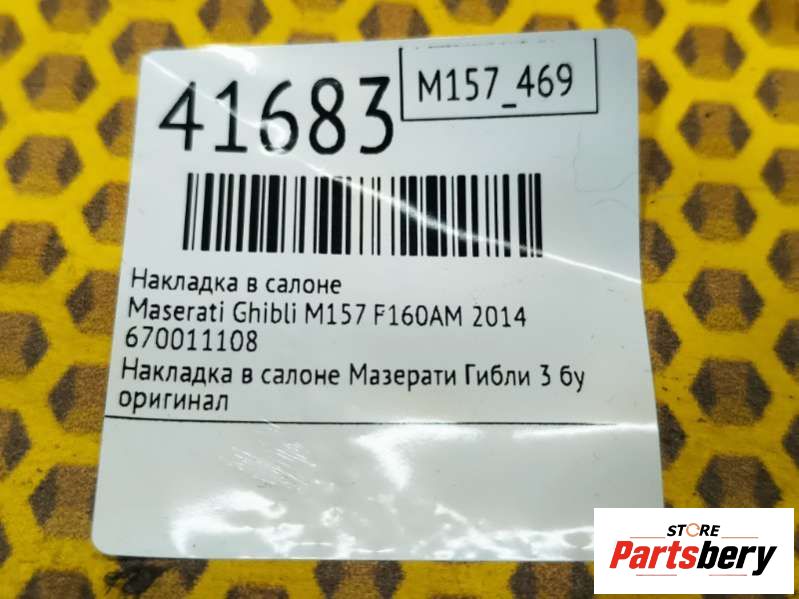 41683
M157_469
Накладка в салоне
Maserati Ghibli M157 F160AM 2014
670011108
Накладка в салоне Мазерати Гибли 3 бу
оригинал
STORE
Partsbery